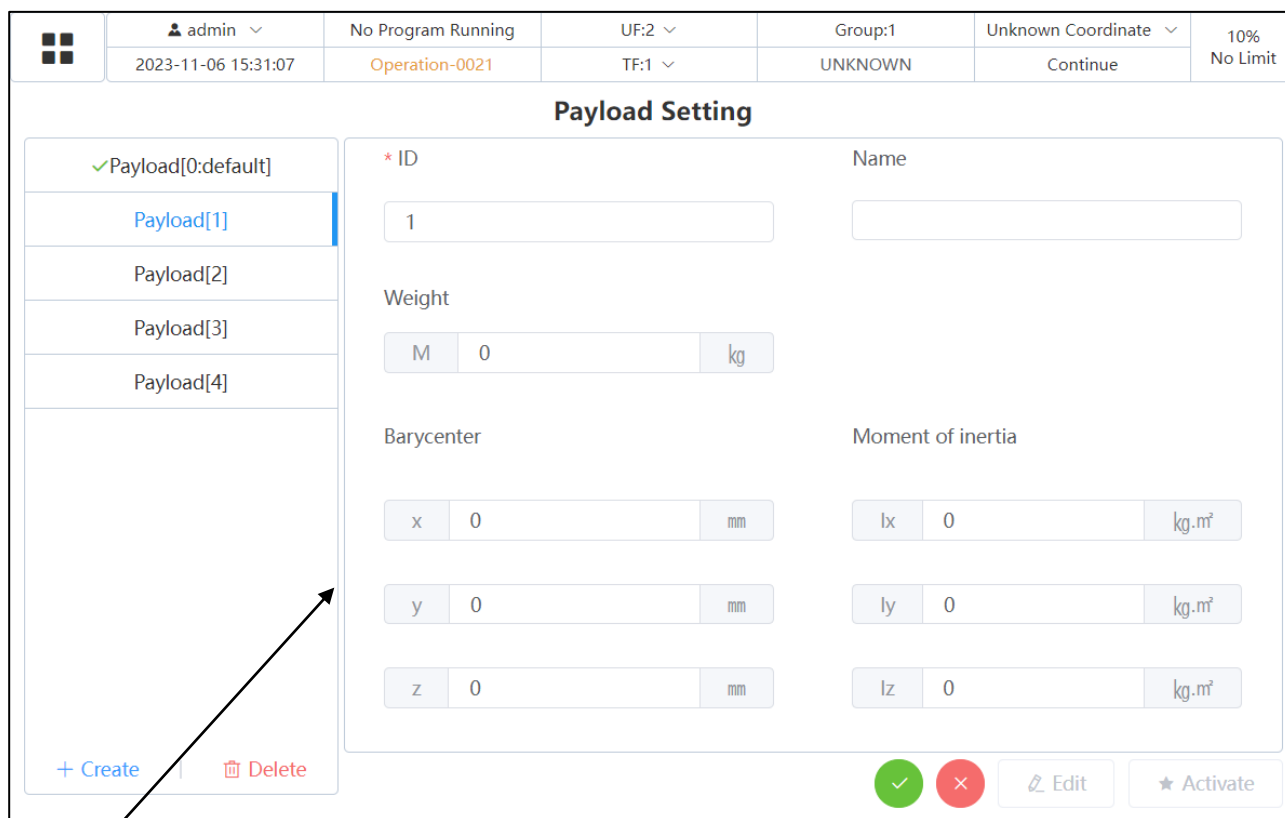 admin No Program Running UF:2 Group:1 Unknown Coordinate 10%
No Limit
2023-11-06 15:31:07 Operation-0021 TF:1 UNKNOWN Continue
Payload Setting
Payload[0:default]
Payload[1]
Payload[2]
Payload[3]
Payload[4]
+ Create
Delete
* ID
1
Name
Weight
M 0 kg
Barycenter
x 0 mm
y 0 mm
z 0 mm
Moment of inertia
Ix 0 kg.m²
Iy 0 kg.m²
Iz 0 kg.m²
Edit
Activate